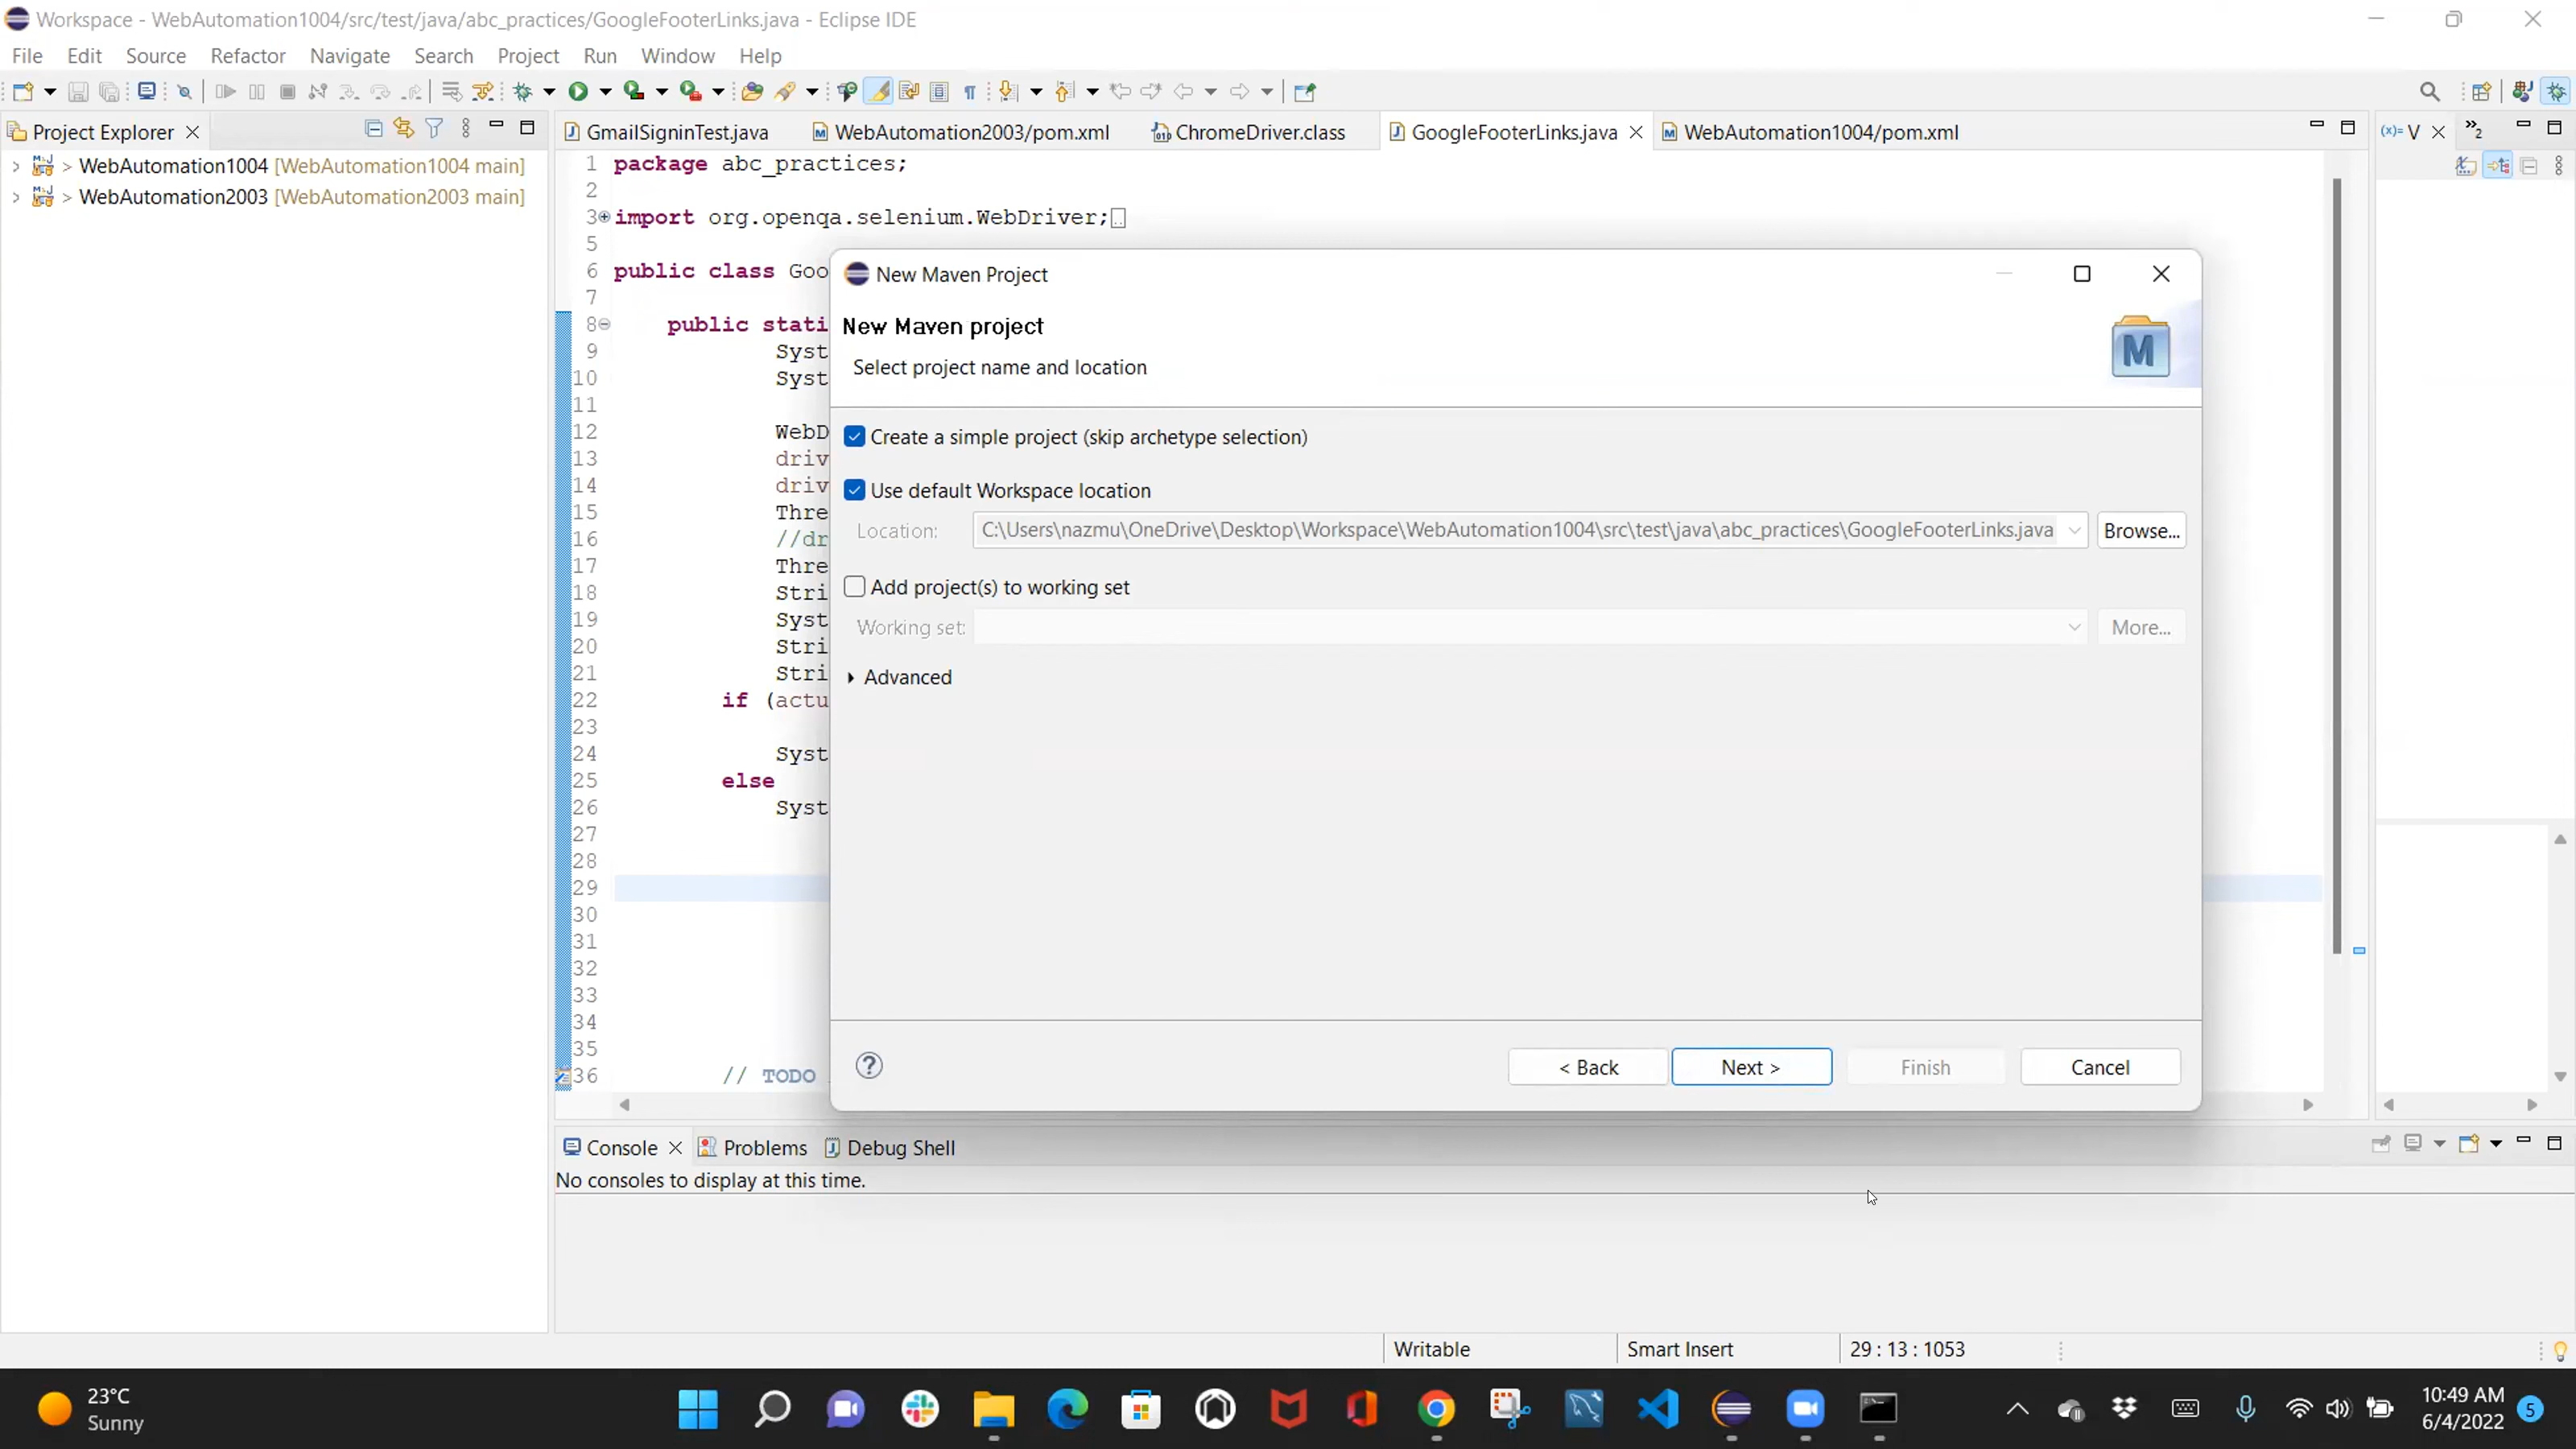 Workspace - WebAutomation1004/src/test/java/abc_practices/GoogleFooterLinks.java - Eclipse IDE
File Edit Source Refactor Navigate Search Project Run Window Help
Project Explorer
GmailSigninTest.java WebAutomation2003/pom.xml ChromeDriver.class GoogleFooterLinks.java WebAutomation1004/pom.xml
(x)= V »2
> WebAutomation1004 [WebAutomation1004 main]
> WebAutomation2003 [WebAutomation2003 main]
1 package abc_practices;
2
3 import org.openqa.selenium.WebDriver;
5
6 public class Goo
7
8 public stati
9 Syst
10 Syst
11
12 WebD
13 driv
14 driv
15 Thre
16 //dr
17 Thre
18 Stri
19 Syst
20 Stri
21 Stri
22 if (actu
23
24 Syst
25 else
26 Syst
27
28
29
30
31
32
33
34
35
36 // TODO
New Maven Project
New Maven project
Select project name and location
M
Create a simple project (skip archetype selection)
Use default Workspace location
Location: C:\Users\nazmu\OneDrive\Desktop\Workspace\WebAutomation1004\src\test\java\abc_practices\GoogleFooterLinks.java Browse...
Add project(s) to working set
Working set: More...
Advanced
< Back Next > Finish Cancel
Console Problems Debug Shell
No consoles to display at this time.
Writable Smart Insert 29 : 13 : 1053
23°C
Sunny
10:49 AM
6/4/2022
5